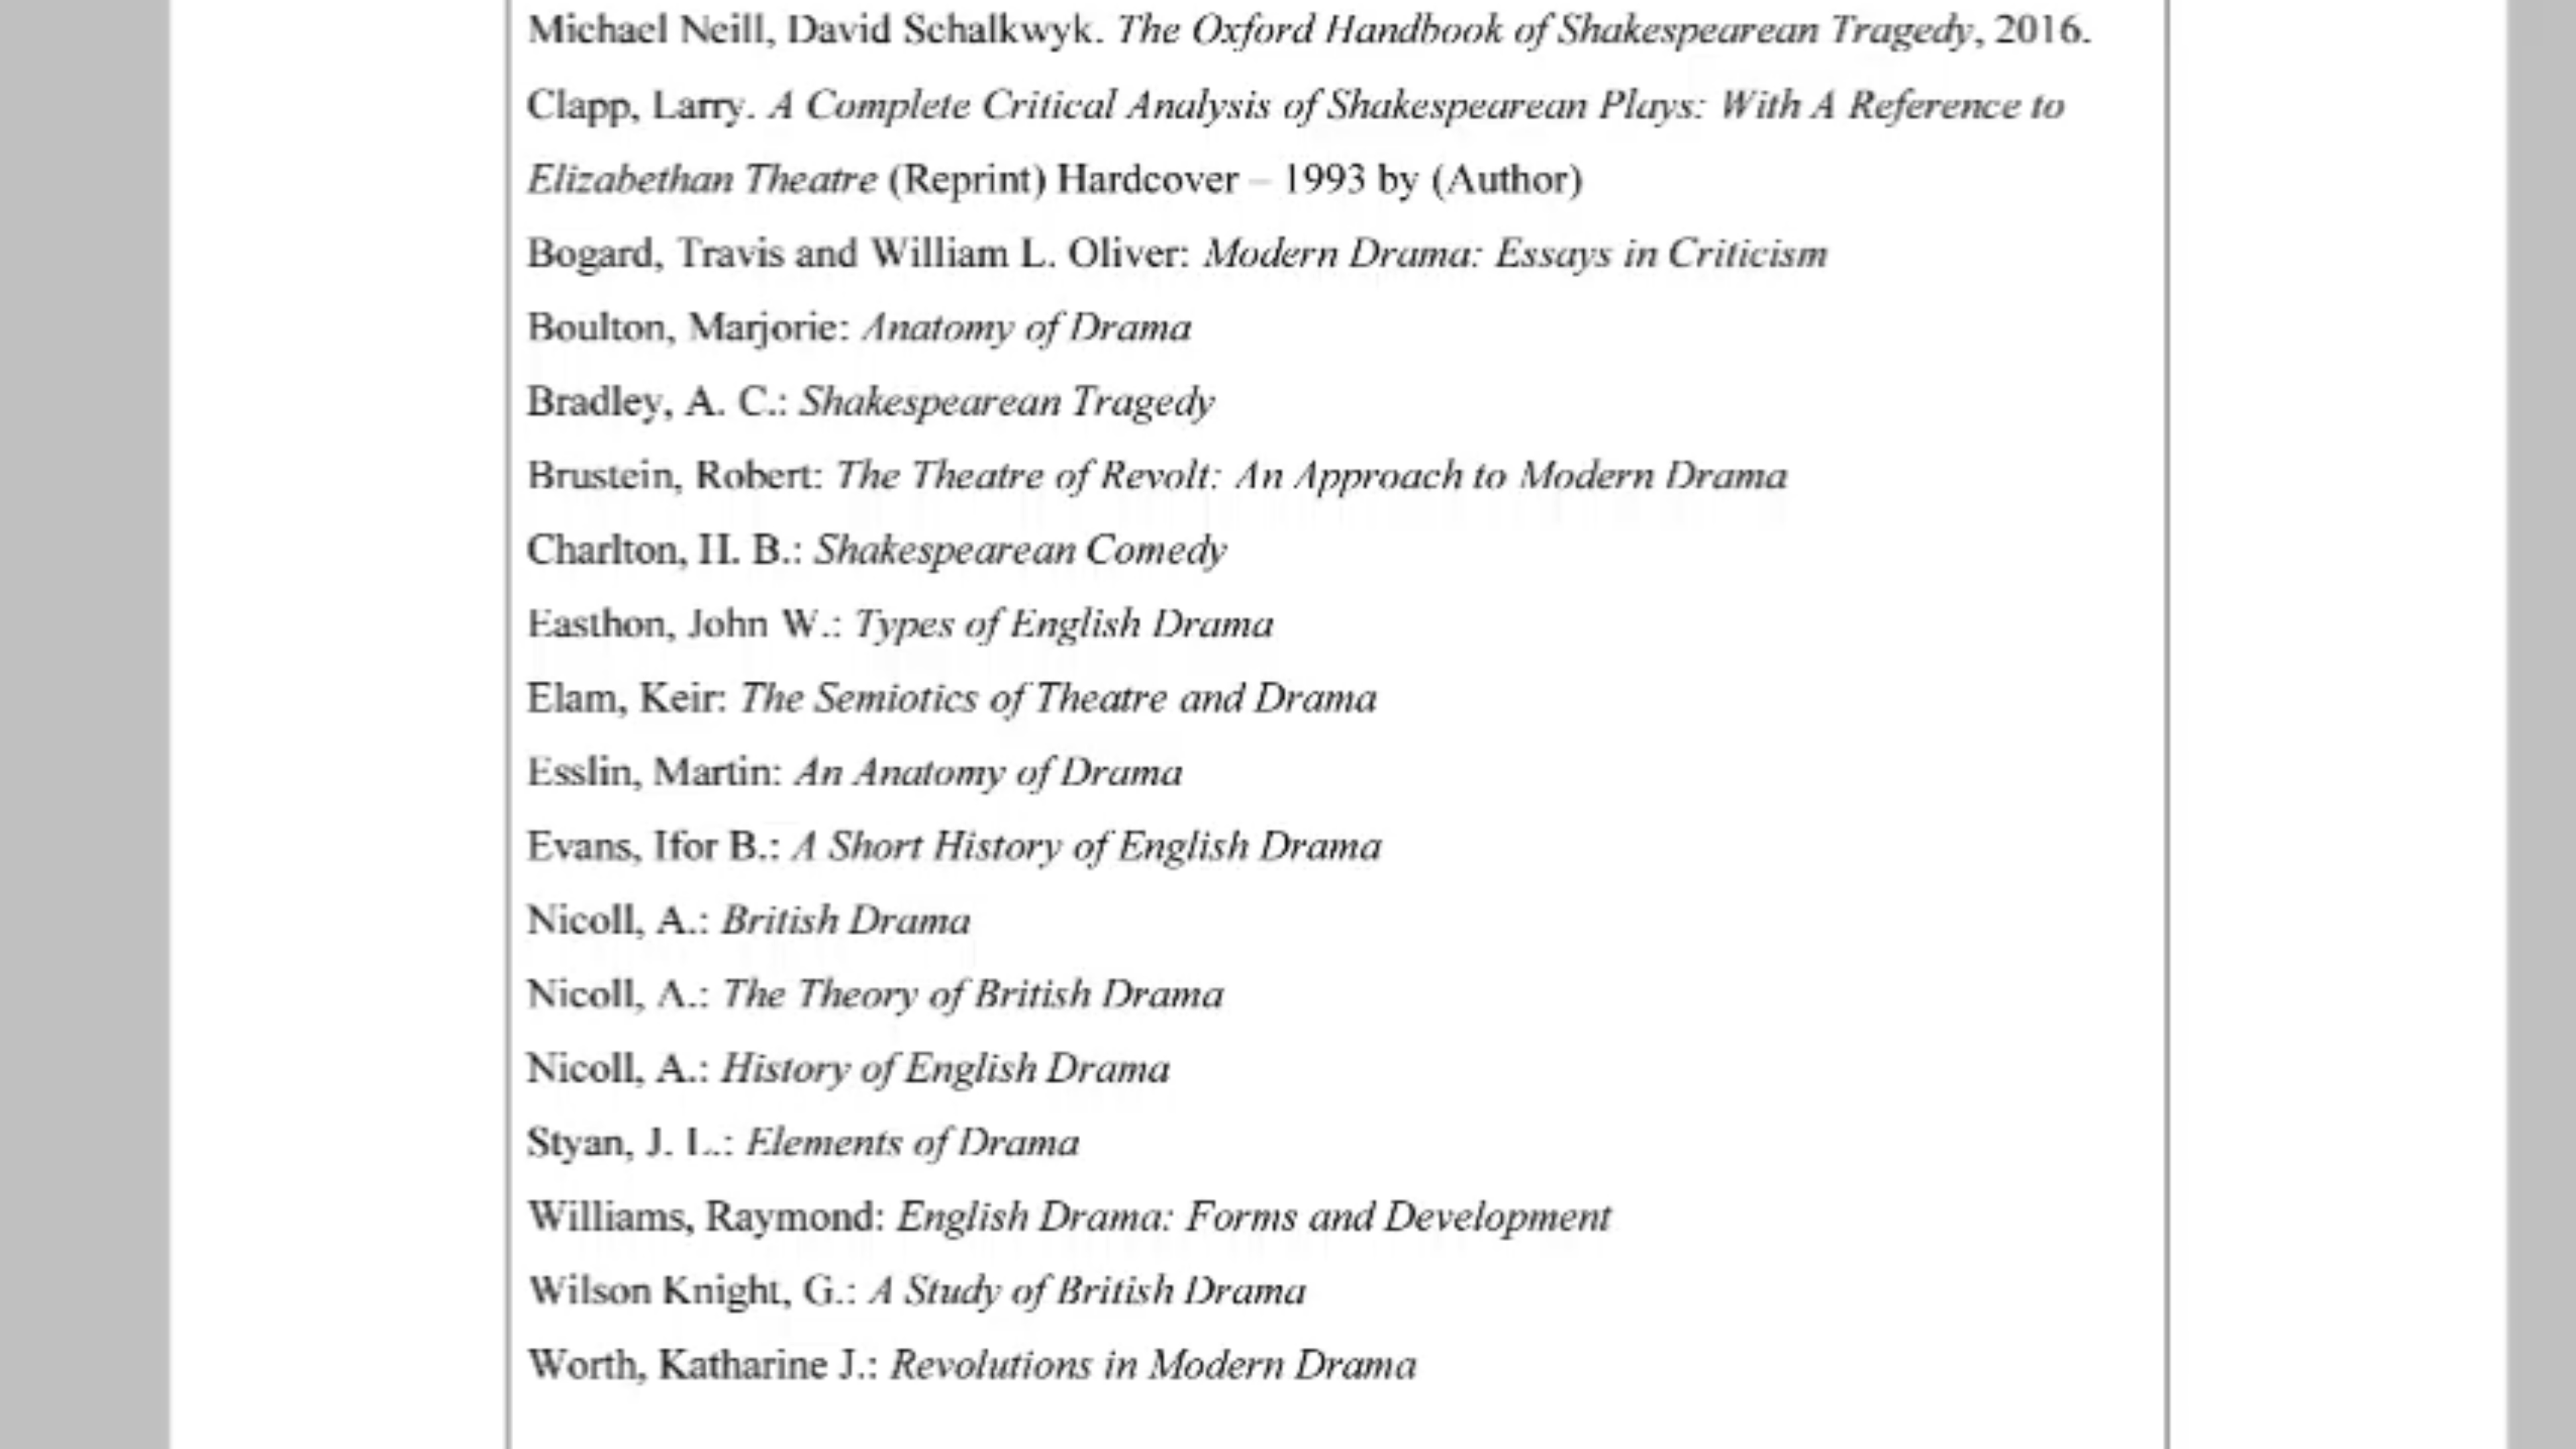 Michael Neill, David Schalkwyk. The Oxford Handbook of Shakespearean Tragedy, 2016.
Clapp, Larry. A Complete Critical Analysis of Shakespearean Plays: With A Reference to
Elizabethan Theatre (Reprint) Hardcover – 1993 by (Author)
Bogard, Travis and William L. Oliver: Modern Drama: Essays in Criticism
Boulton, Marjorie: Anatomy of Drama
Bradley, A. C.: Shakespearean Tragedy
Brustein, Robert: The Theatre of Revolt: An Approach to Modern Drama
Charlton, H. B.: Shakespearean Comedy
Easthon, John W.: Types of English Drama
Elam, Keir: The Semiotics of Theatre and Drama
Esslin, Martin: An Anatomy of Drama
Evans, Ifor B.: A Short History of English Drama
Nicoll, A.: British Drama
Nicoll, A.: The Theory of British Drama
Nicoll, A.: History of English Drama
Styan, J. L.: Elements of Drama
Williams, Raymond: English Drama: Forms and Development
Wilson Knight, G.: A Study of British Drama
Worth, Katharine J.: Revolutions in Modern Drama